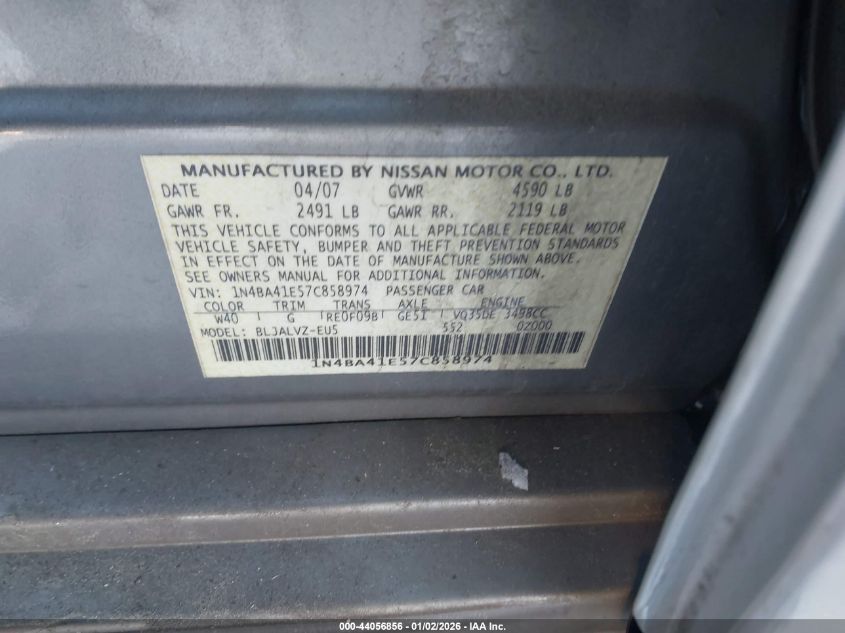 MANUFACTURED BY NISSAN MOTOR CO., LTD.
DATE 04/07 GVWR 4590 LB
GAWR FR. 2491 LB GAWR RR. 2119 LB
THIS VEHICLE CONFORMS TO ALL APPLICABLE FEDERAL MOTOR
VEHICLE SAFETY, BUMPER AND THEFT PREVENTION STANDARDS
IN EFFECT ON THE DATE OF MANUFACTURE SHOWN ABOVE.
SEE OWNERS MANUAL FOR ADDITIONAL INFORMATION.
VIN: 1N4BA41E57C858974 PASSENGER CAR
COLOR TRIM TRANS AXLE ENGINE
W40 G RE0F09B GE51 VQ35DE 3498CC
MODEL: BLJALVZ-EU5 552 0Z000
1N4BA41E57C858974
000-44056856 - 01/02/2026 - IAA Inc.